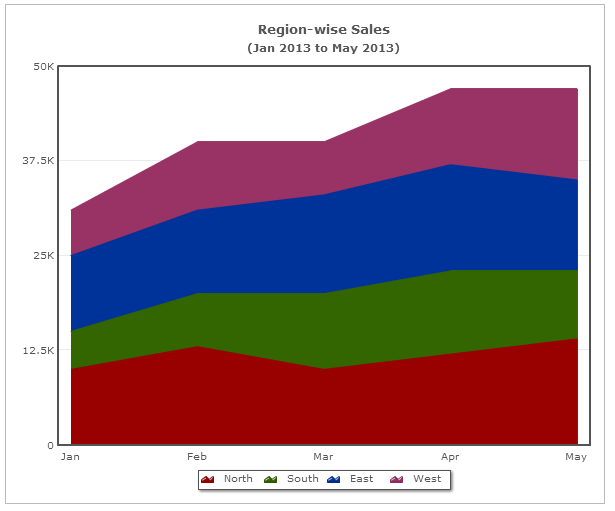 Region-wise Sales
(Jan 2013 to May 2013)
50K
37.5K
25K
12.5K
0
Jan Feb Mar Apr May
North South East West